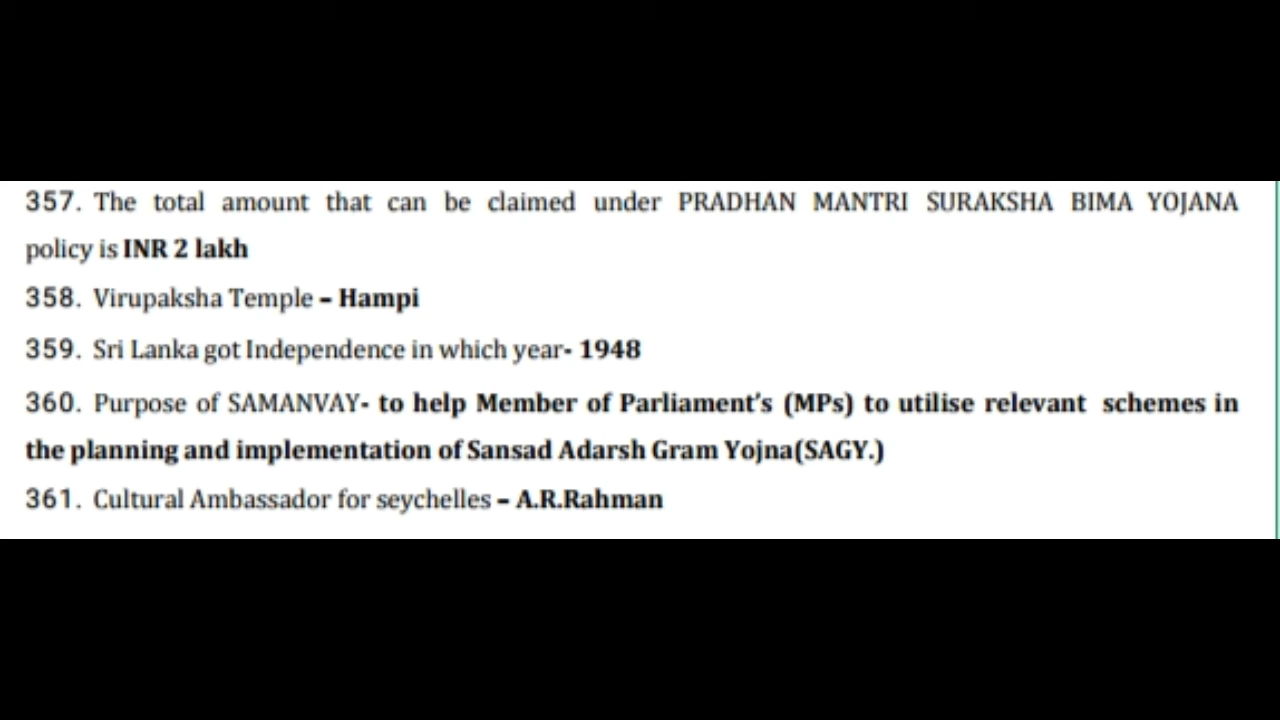 357. The total amount that can be claimed under PRADHAN MANTRI SURAKSHA BIMA YOJANA
policy is INR 2 lakh
358. Virupaksha Temple – Hampi
359. Sri Lanka got Independence in which year- 1948
360. Purpose of SAMANVAY- to help Member of Parliament's (MPs) to utilise relevant schemes in
the planning and implementation of Sansad Adarsh Gram Yojna(SAGY.)
361. Cultural Ambassador for seychelles – A.R.Rahman